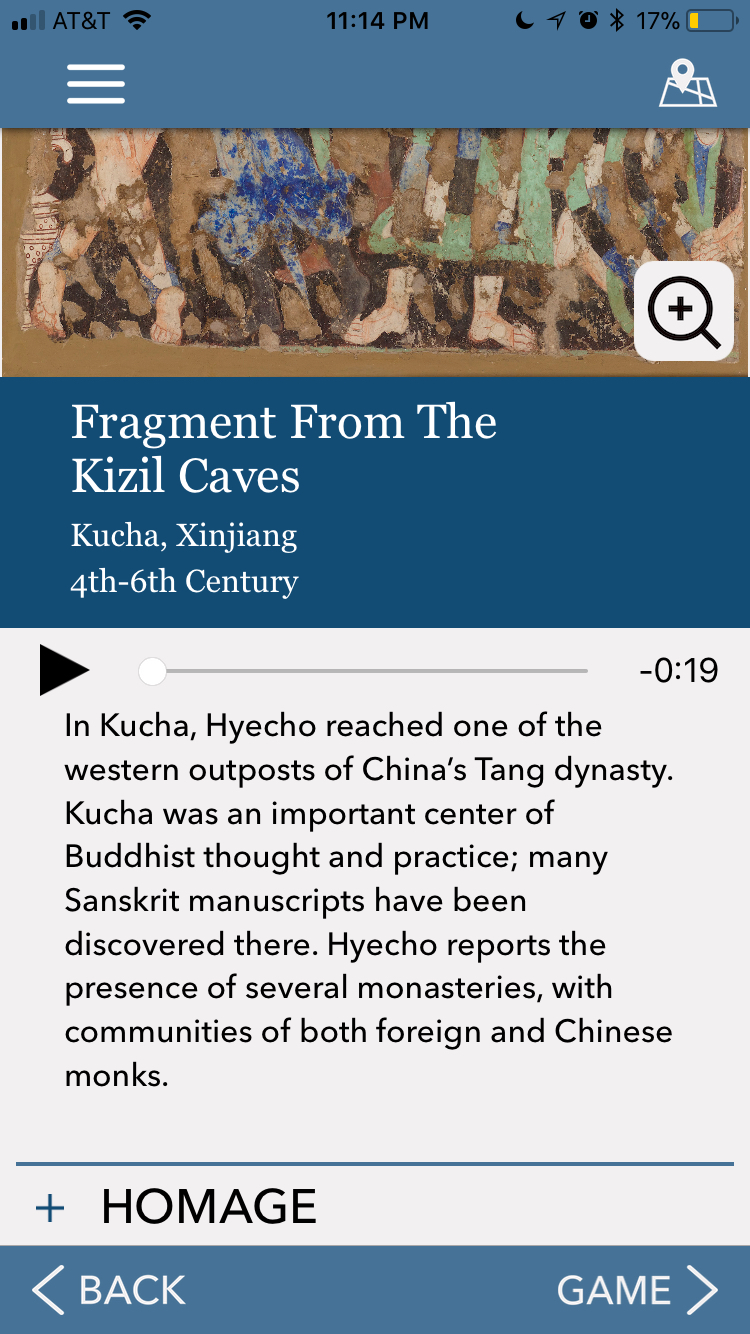 AT&T 11:14 PM 17%
Fragment From The
Kizil Caves
Kucha, Xinjiang
4th-6th Century
-0:19
In Kucha, Hyecho reached one of the
western outposts of China’s Tang dynasty.
Kucha was an important center of
Buddhist thought and practice; many
Sanskrit manuscripts have been
discovered there. Hyecho reports the
presence of several monasteries, with
communities of both foreign and Chinese
monks.
+ HOMAGE
BACK GAME